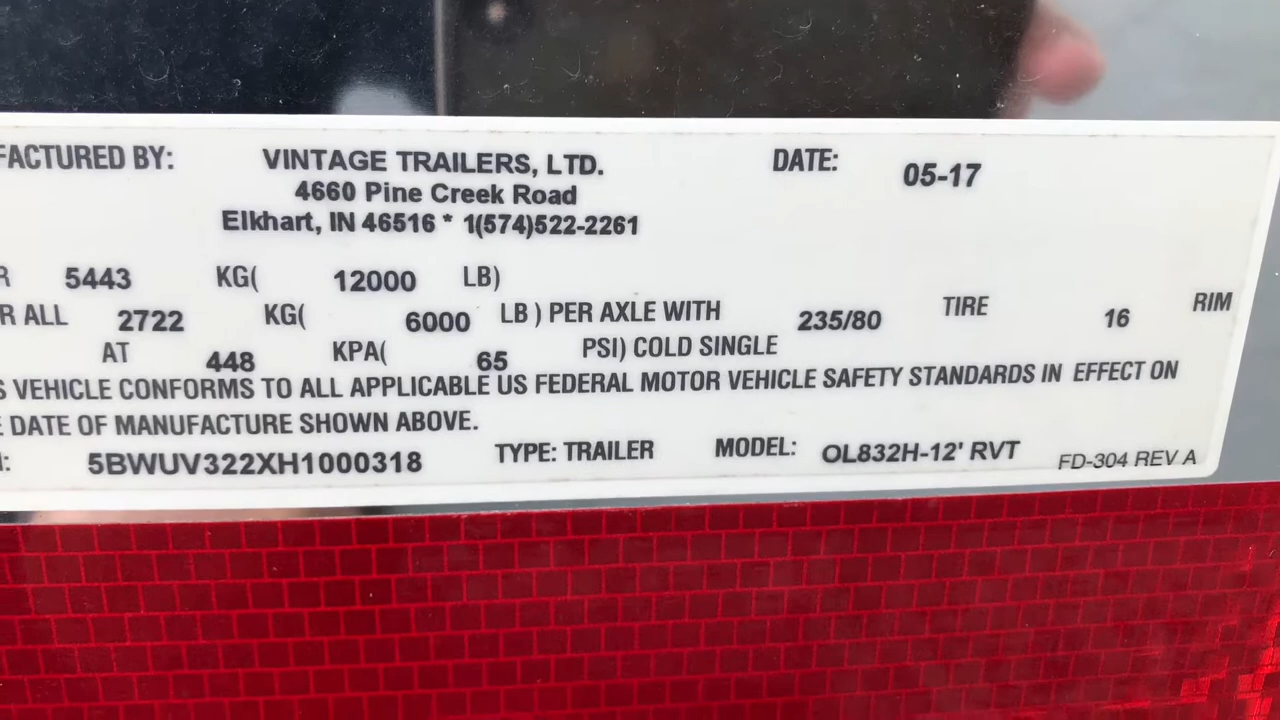 FACTURED BY: VINTAGE TRAILERS, LTD. DATE: 05-17
4660 Pine Creek Road
Elkhart, IN 46516 * 1(574)522-2261
R 5443 KG( 12000 LB)
R ALL 2722 KG( 6000 LB ) PER AXLE WITH 235/80 TIRE 16 RIM
AT 448 KPA( 65 PSI) COLD SINGLE
S VEHICLE CONFORMS TO ALL APPLICABLE US FEDERAL MOTOR VEHICLE SAFETY STANDARDS IN EFFECT ON
E DATE OF MANUFACTURE SHOWN ABOVE.
: 5BWUV322XH1000318 TYPE: TRAILER MODEL: OL832H-12' RVT FD-304 REV A